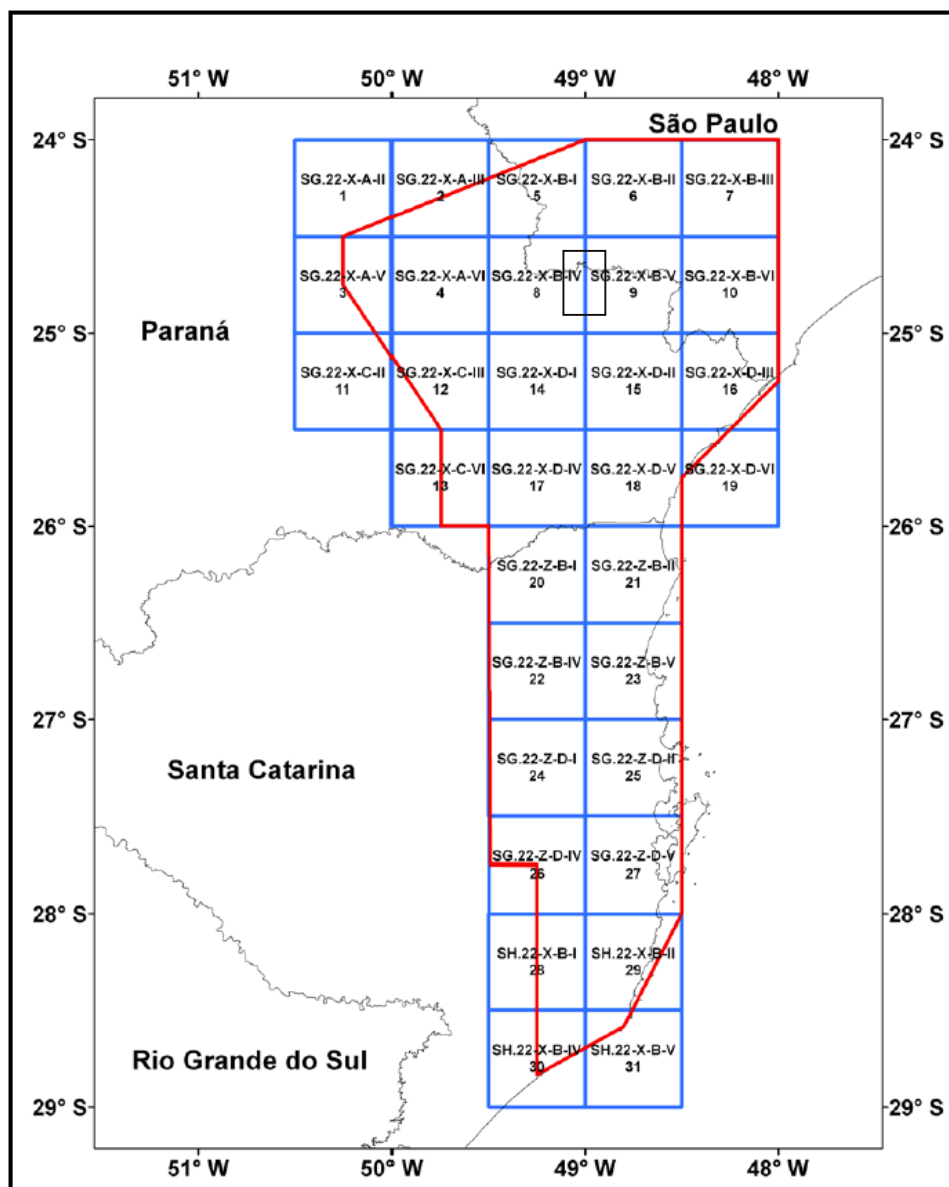 51° W 50° W 49° W 48° W
São Paulo
24° S 24° S
SG.22-X-A-II SG.22-X-A-III SG.22-X-B-I SG.22-X-B-II SG.22-X-B-III
1 2 5 6 7
SG.22-X-A-V SG.22-X-A-VI SG.22-X-B-IV SG.22-X-B-V SG.22-X-B-VI
3 4 8 9 10
Paraná
25° S 25° S
SG.22-X-C-II SG.22-X-C-III SG.22-X-D-I SG.22-X-D-II SG.22-X-D-III
11 12 14 15 16
SG.22-X-C-VI SG.22-X-D-IV SG.22-X-D-V SG.22-X-D-VI
13 17 18 19
26° S 26° S
SG.22-Z-B-I SG.22-Z-B-II
20 21
SG.22-Z-B-IV SG.22-Z-B-V
22 23
27° S 27° S
SG.22-Z-D-I SG.22-Z-D-II
24 25
Santa Catarina
SG.22-Z-D-IV SG.22-Z-D-V
26 27
28° S 28° S
SH.22-X-B-I SH.22-X-B-II
28 29
Rio Grande do Sul
SH.22-X-B-IV SH.22-X-B-V
30 31
29° S 29° S
51° W 50° W 49° W 48° W